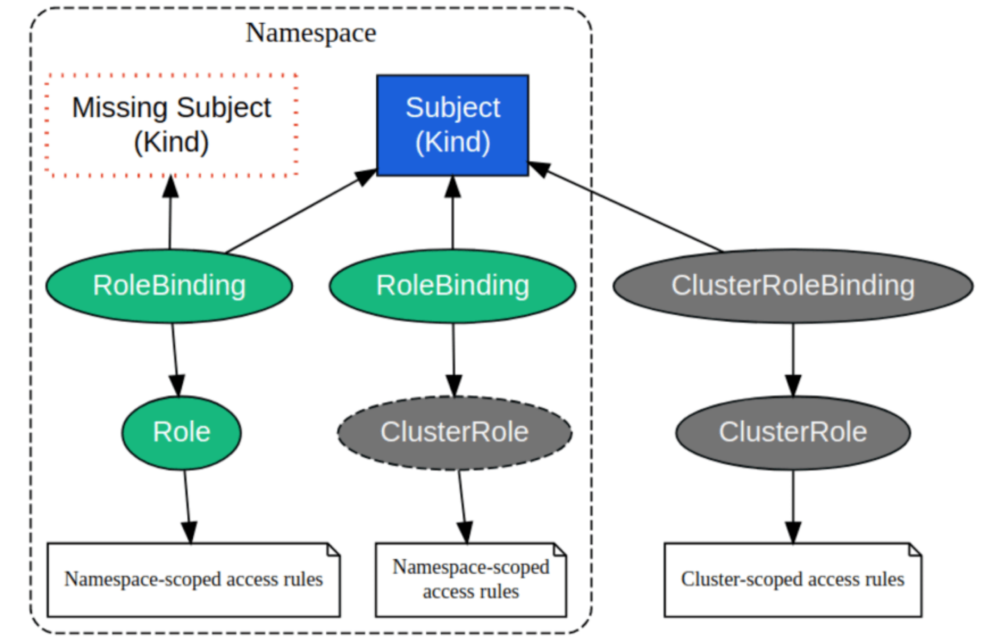 Namespace
Missing Subject
(Kind)
Subject
(Kind)
RoleBinding
RoleBinding
ClusterRoleBinding
Role
ClusterRole
ClusterRole
Namespace-scoped access rules
Namespace-scoped
access rules
Cluster-scoped access rules